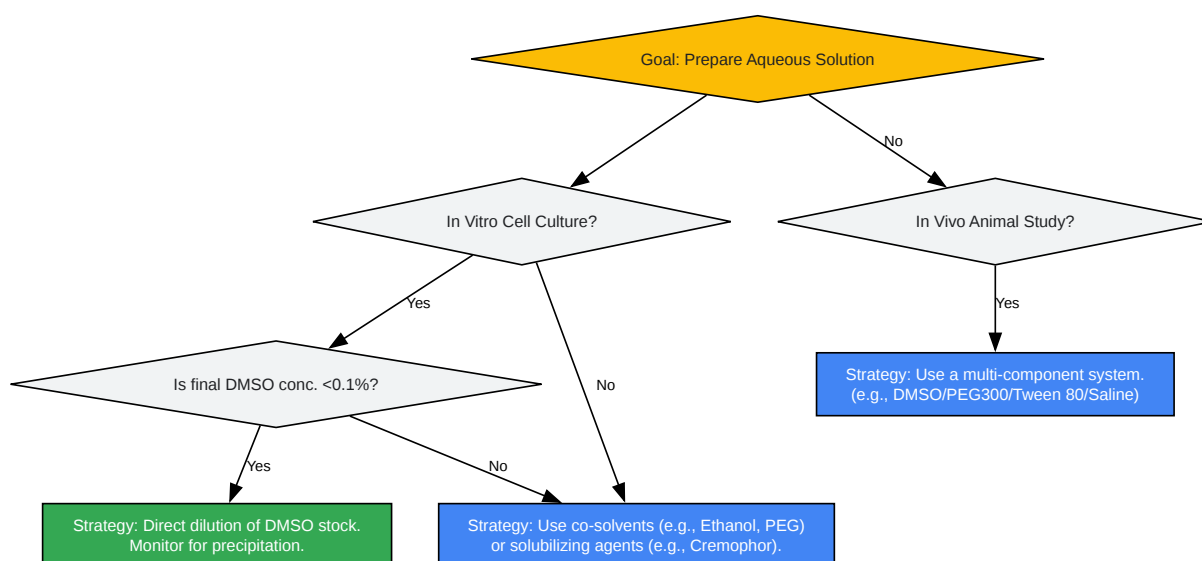 Goal: Prepare Aqueous Solution
No
In Vitro Cell Culture?
In Vivo Animal Study?
Yes
Yes
Is final DMSO conc. <0.1%?
No
Strategy: Use a multi-component system.
(e.g., DMSO/PEG300/Tween 80/Saline)
Yes
No
Strategy: Direct dilution of DMSO stock.
Monitor for precipitation.
Strategy: Use co-solvents (e.g., Ethanol, PEG)
or solubilizing agents (e.g., Cremophor).